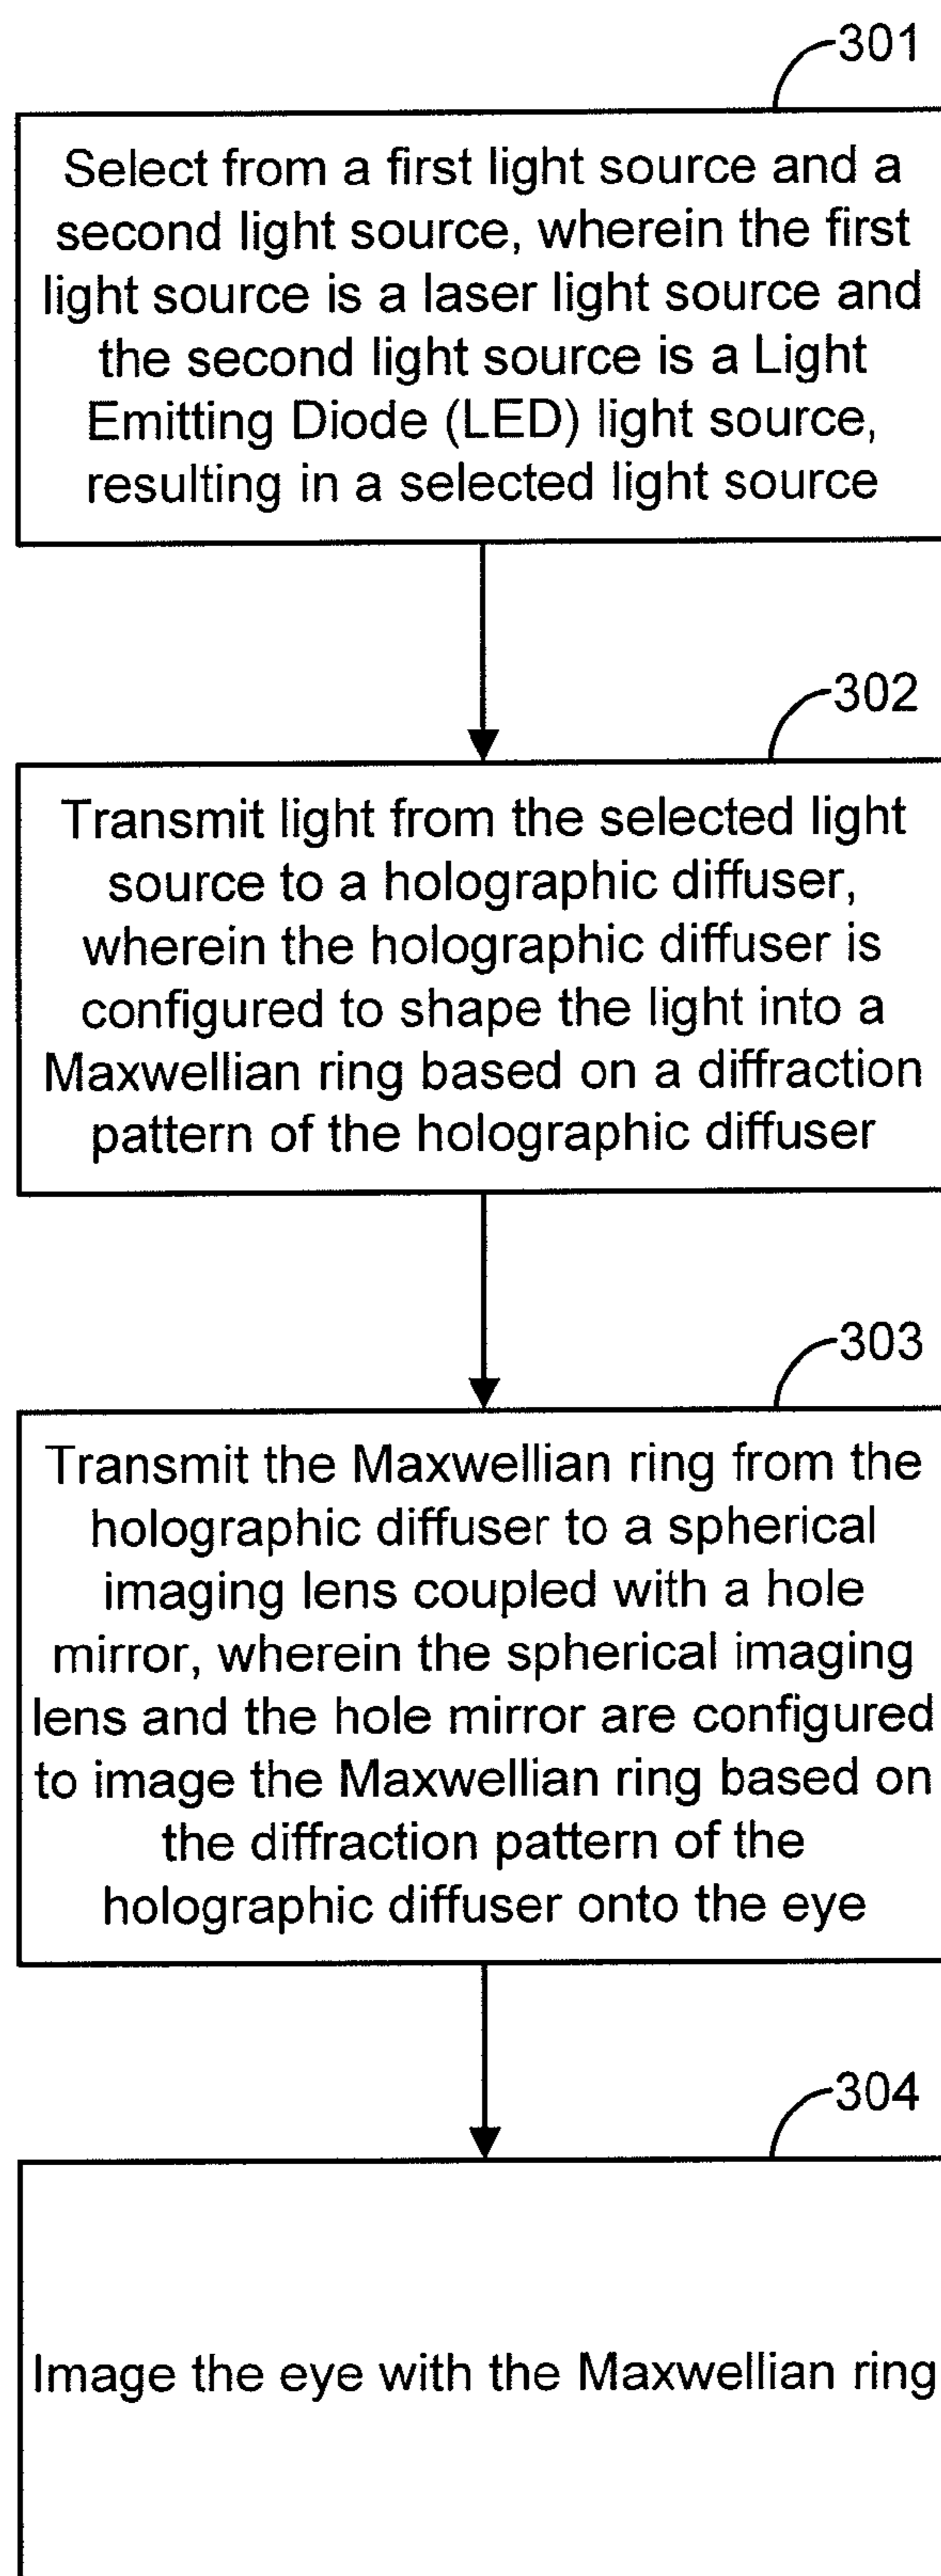 301
Select from a first light source and a
second light source, wherein the first
light source is a laser light source and
the second light source is a Light
Emitting Diode (LED) light source,
resulting in a selected light source
302
Transmit light from the selected light
source to a holographic diffuser,
wherein the holographic diffuser is
configured to shape the light into a
Maxwellian ring based on a diffraction
pattern of the holographic diffuser
303
Transmit the Maxwellian ring from the
holographic diffuser to a spherical
imaging lens coupled with a hole
mirror, wherein the spherical imaging
lens and the hole mirror are configured
to image the Maxwellian ring based on
the diffraction pattern of the
holographic diffuser onto the eye
304
Image the eye with the Maxwellian ring